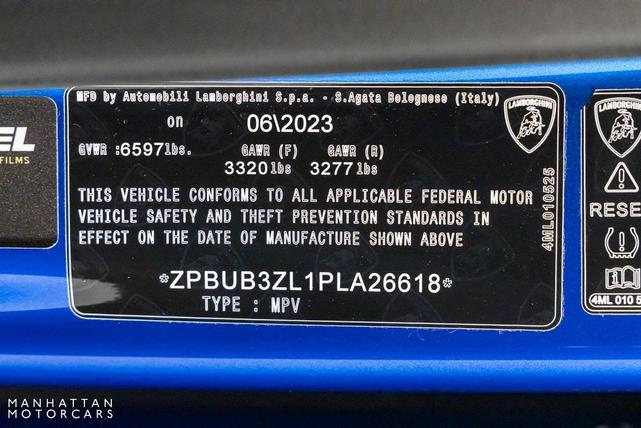 MFD by Automobili Lamborghini S.p.a. - S.Agata Bolognese (Italy)
on 06\2023
GVWR :6597lbs. GAWR (F) GAWR (R)
3320lbs 3277lbs
THIS VEHICLE CONFORMS TO ALL APPLICABLE FEDERAL MOTOR
VEHICLE SAFETY AND THEFT PREVENTION STANDARDS IN
EFFECT ON THE DATE OF MANUFACTURE SHOWN ABOVE
*ZPBUB3ZL1PLA26618*
TYPE : MPV
4ML010525
LAMBORGHINI
EL
FILMS
LAMBORGHINI
RESE
4ML 010 5
MANHATTAN
MOTORCARS